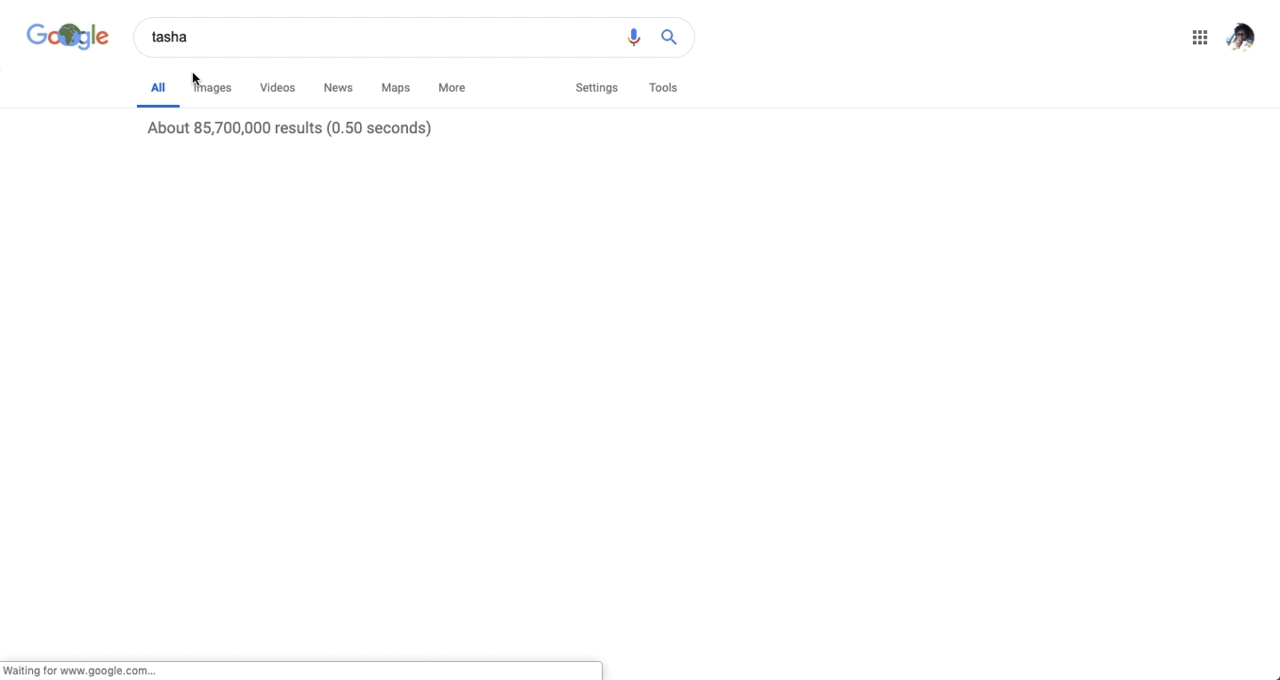 Google
tasha
All Images Videos News Maps More Settings Tools
About 85,700,000 results (0.50 seconds)
Waiting for www.google.com...